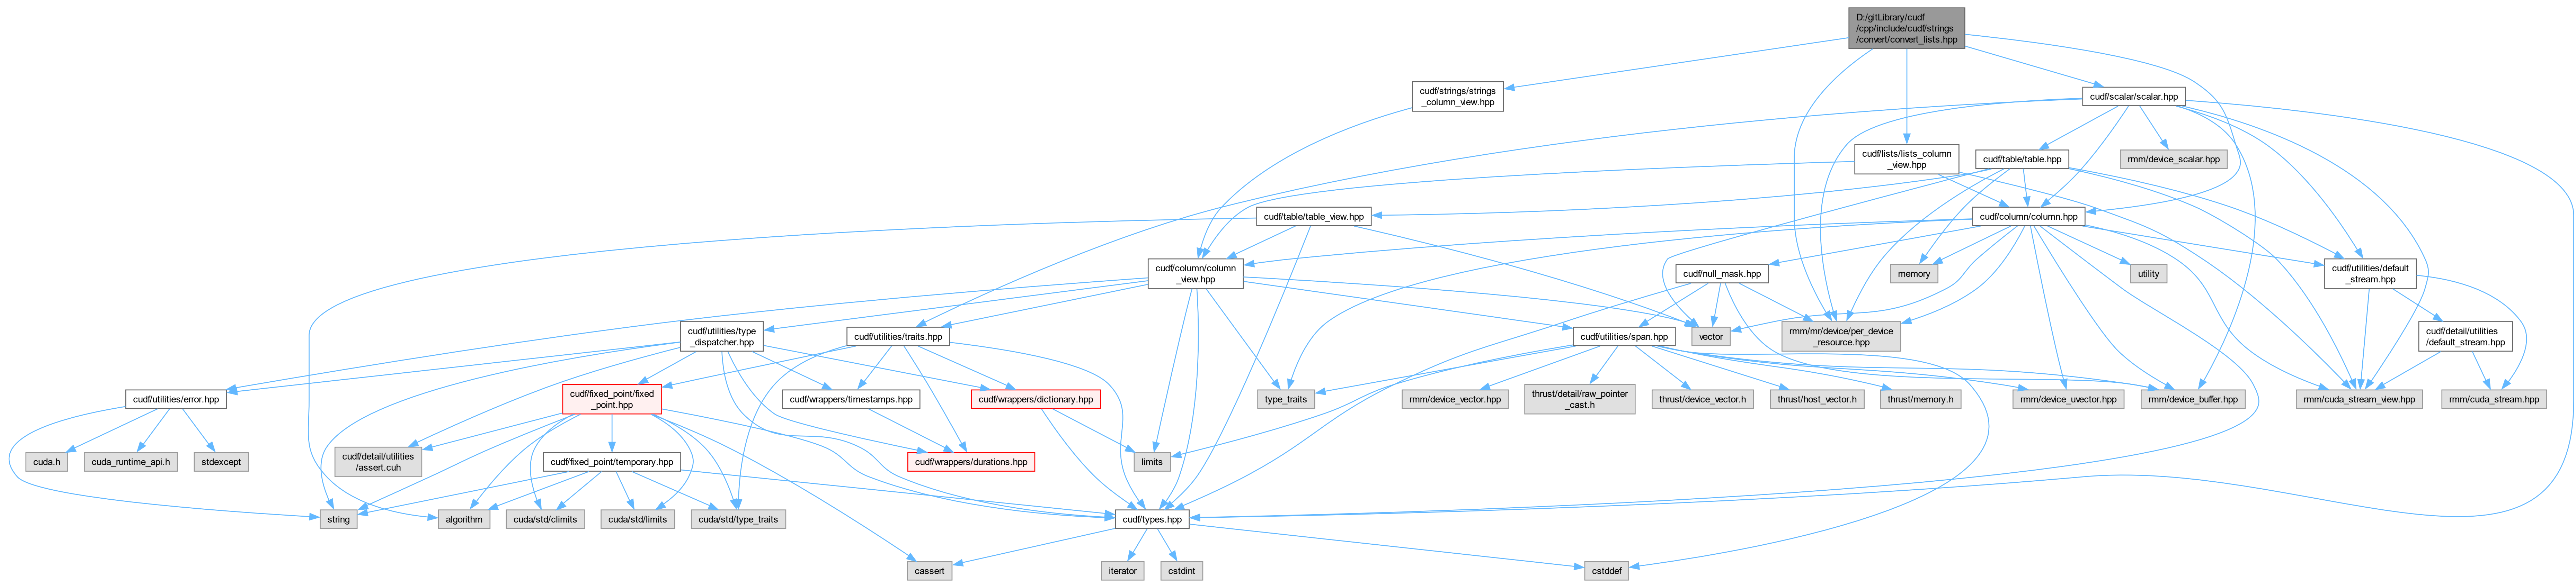 D:/gitLibrary/cudf
/cpp/include/cudf/strings
/convert/convert_lists.hpp
cudf/strings/strings
_column_view.hpp
cudf/scalar/scalar.hpp
cudf/lists/lists_column
_view.hpp
cudf/table/table.hpp
rmm/device_scalar.hpp
cudf/table/table_view.hpp
cudf/column/column.hpp
cudf/column/column
_view.hpp
cudf/null_mask.hpp
memory
cudf/utilities/default
_stream.hpp
utility
cudf/utilities/type
_dispatcher.hpp
cudf/utilities/traits.hpp
cudf/utilities/span.hpp
vector
rmm/mr/device/per_device
_resource.hpp
cudf/detail/utilities
/default_stream.hpp
cudf/utilities/error.hpp
cudf/fixed_point/fixed
_point.hpp
cudf/wrappers/timestamps.hpp
cudf/wrappers/dictionary.hpp
type_traits
rmm/device_vector.hpp
thrust/detail/raw_pointer
_cast.h
thrust/device_vector.h
thrust/host_vector.h
thrust/memory.h
rmm/device_uvector.hpp
rmm/device_buffer.hpp
rmm/cuda_stream_view.hpp
rmm/cuda_stream.hpp
cuda.h
cuda_runtime_api.h
stdexcept
cudf/detail/utilities
/assert.cuh
cudf/fixed_point/temporary.hpp
cudf/wrappers/durations.hpp
limits
string
algorithm
cuda/std/climits
cuda/std/limits
cuda/std/type_traits
cudf/types.hpp
cassert
iterator
cstdint
cstddef